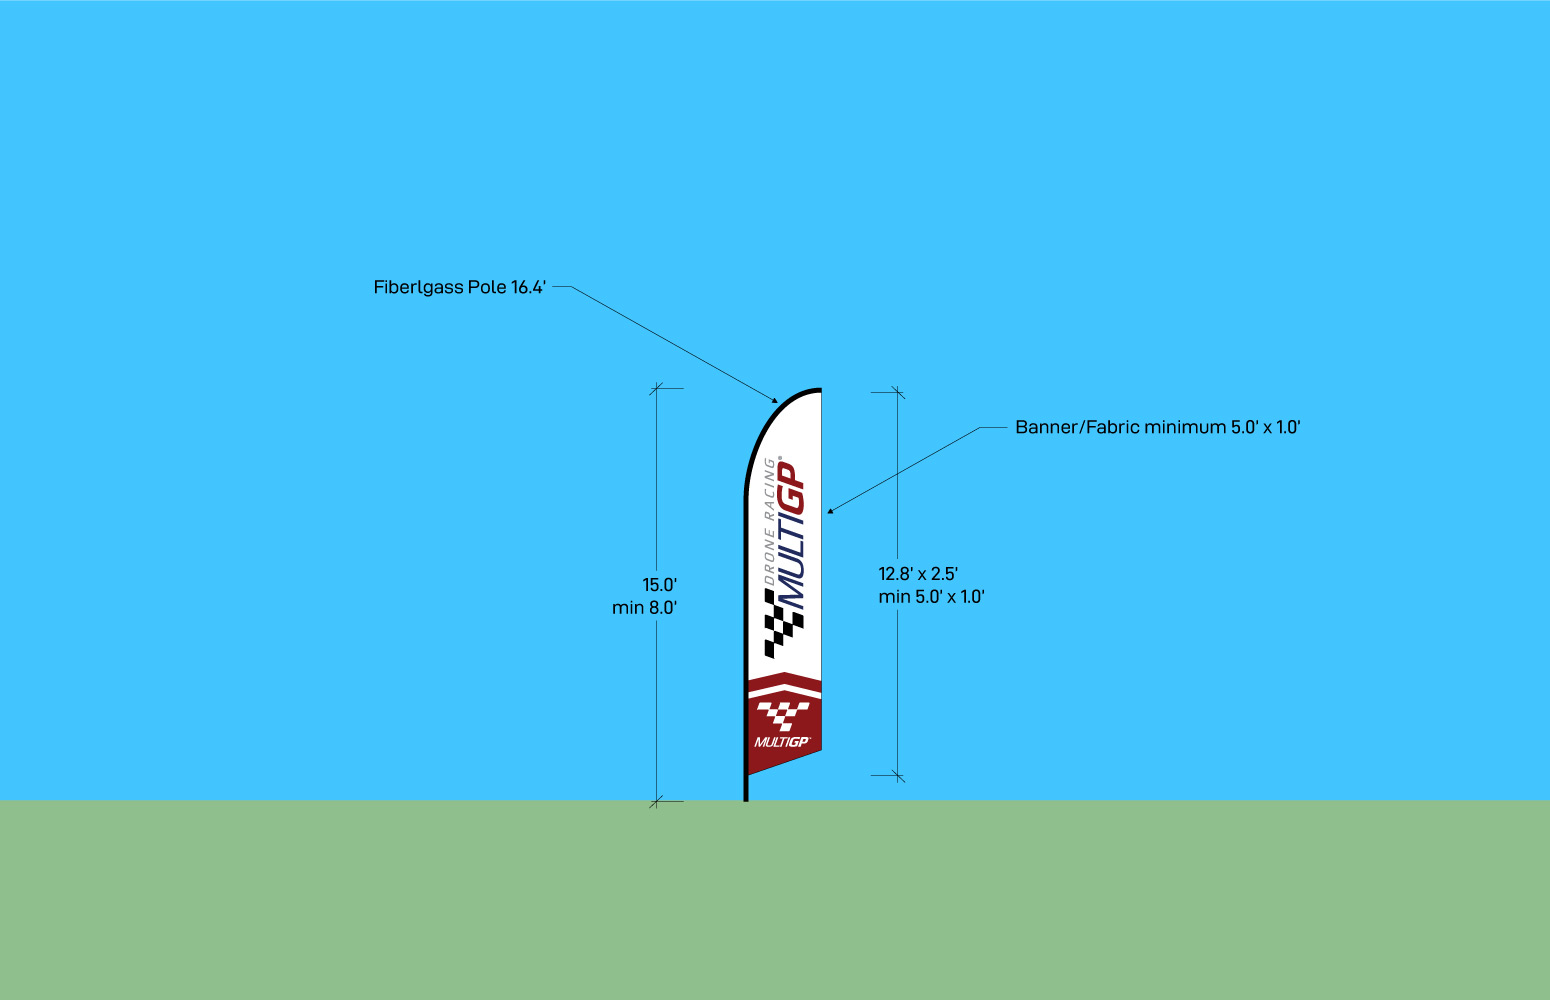 Fiberlgass Pole 16.4'
Banner/Fabric minimum 5.0' x 1.0'
15.0'
min 8.0'
12.8' x 2.5'
min 5.0' x 1.0'
DRONE RACING
MULTIGP®
MULTIGP